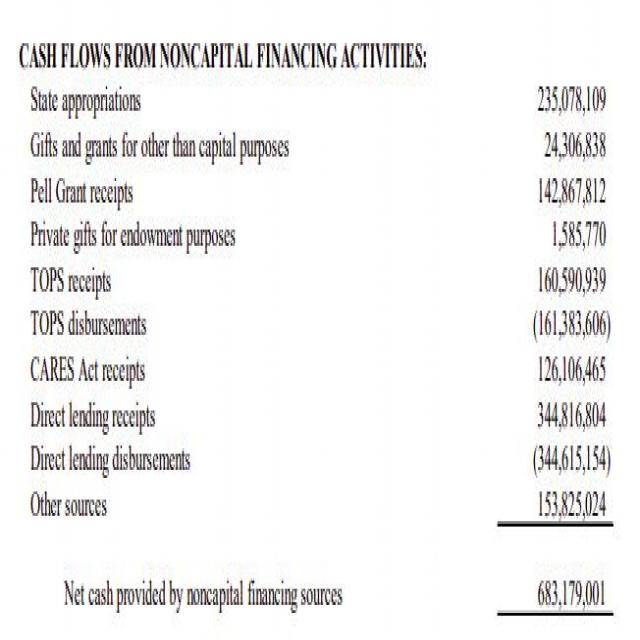 CASH FLOWS FROM NONCAPITAL FINANCING ACTIVITIES:
State appropriations 235,078,109
Gifts and grants for other than capital purposes 24,306,838
Pell Grant receipts 142,867,812
Private gifts for endowment purposes 1,585,770
TOPS receipts 160,590,939
TOPS disbursements (161,383,606)
CARES Act receipts 126,106,465
Direct lending receipts 344,816,804
Direct lending disbursements (344,615,154)
Other sources 153,825,024
Net cash provided by noncapital financing sources 683,179,001